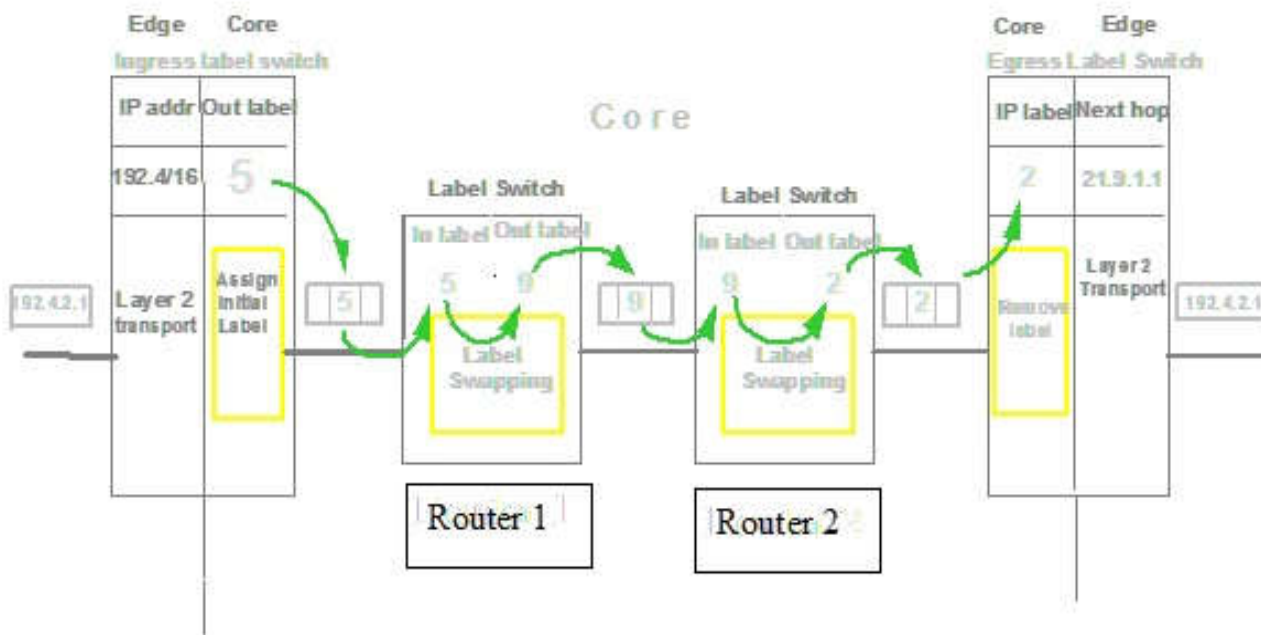 Edge Core
Ingress label switch
IP addr Out label
192.4/16 5
Layer 2
transport
Assign
Initial
Label
192.4.2.1
5
Core
Label Switch
In label Out label
5 9
Label
Swapping
Router 1
9
Label Switch
In label Out label
9 2
Label
Swapping
Router 2
2
Core Edge
Egress Label Switch
IP label Next hop
2 21.9.1.1
Remove
label
Layer 2
Transport
192.4.2.1